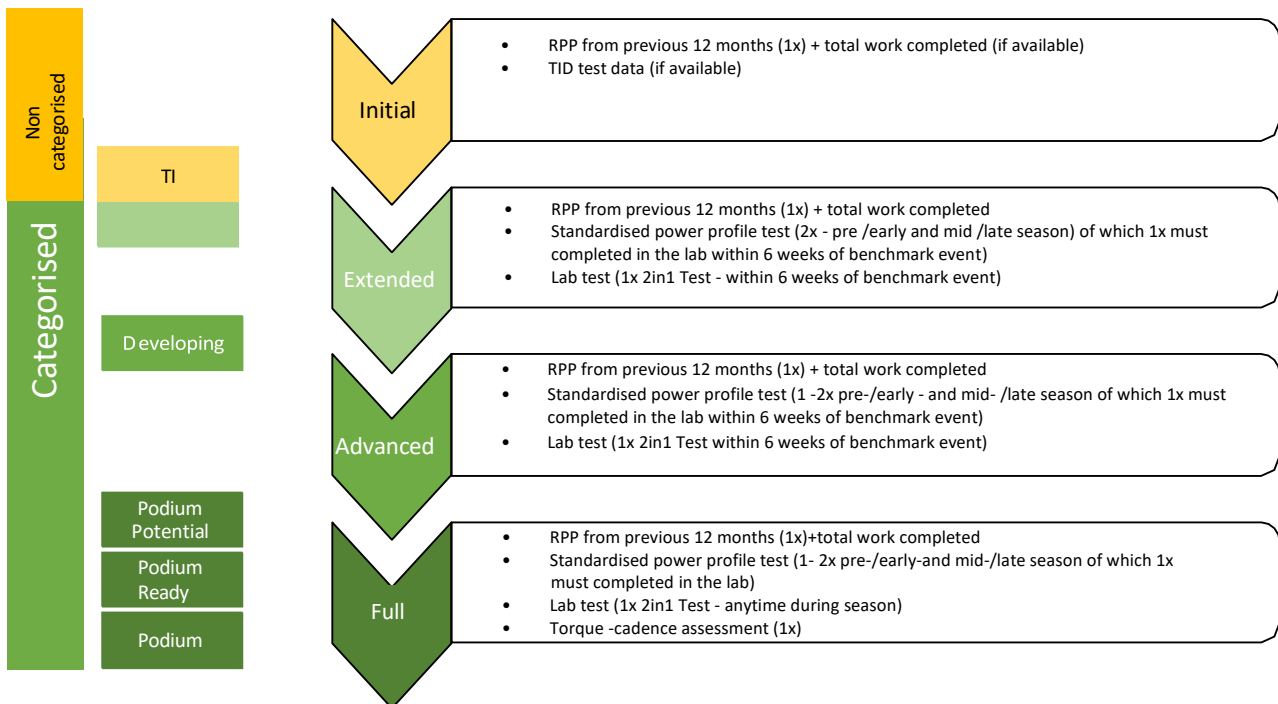 Non
categorised
Categorised
TI
Developing
Podium
Potential
Podium
Ready
Podium
Initial
• RPP from previous 12 months (1x) + total work completed (if available)
• TID test data (if available)
Extended
• RPP from previous 12 months (1x) + total work completed
• Standardised power profile test (2x - pre /early and mid /late season) of which 1x must
completed in the lab within 6 weeks of benchmark event)
• Lab test (1x 2in1 Test - within 6 weeks of benchmark event)
Advanced
• RPP from previous 12 months (1x) + total work completed
• Standardised power profile test (1 -2x pre-/early - and mid- /late season of which 1x must
completed in the lab within 6 weeks of benchmark event)
• Lab test (1x 2in1 Test within 6 weeks of benchmark event)
Full
• RPP from previous 12 months (1x)+total work completed
• Standardised power profile test (1- 2x pre-/early-and mid-/late season of which 1x
must completed in the lab)
• Lab test (1x 2in1 Test - anytime during season)
• Torque -cadence assessment (1x)